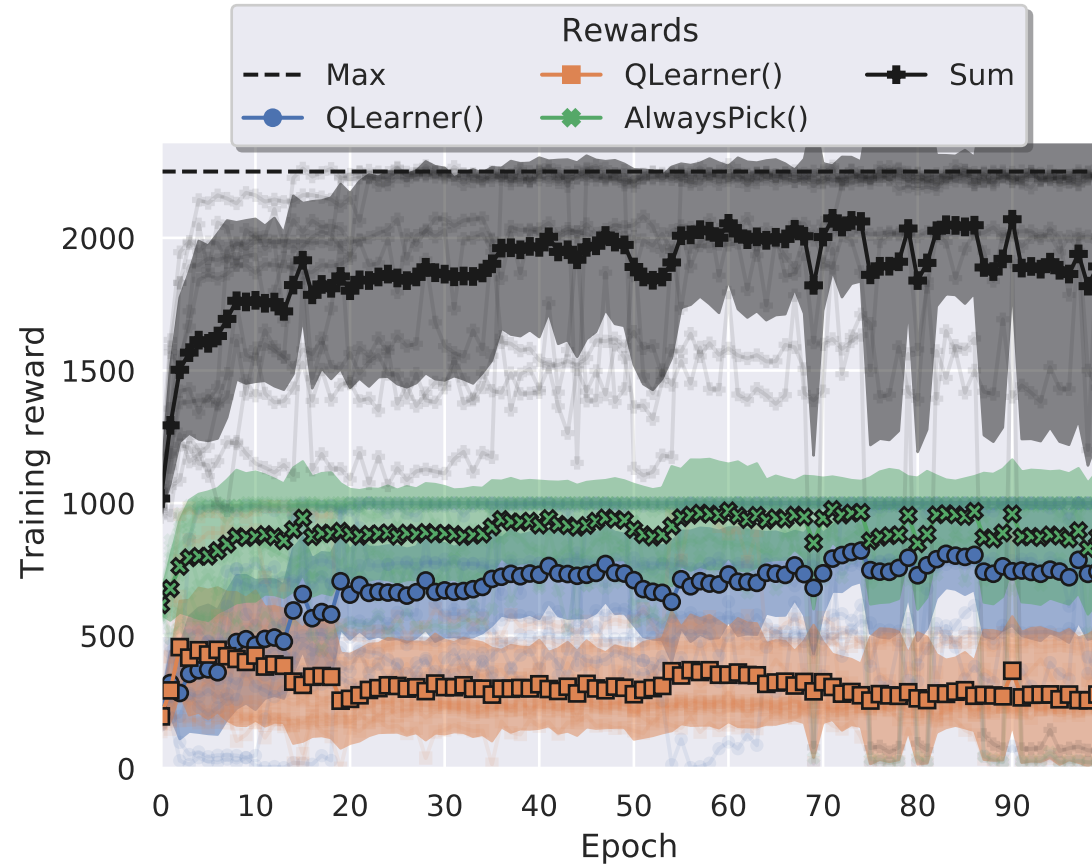 Rewards
Max QLearner() Sum
QLearner() AlwaysPick()
Training reward
2000
1500
1000
500
0
0 10 20 30 40 50 60 70 80 90
Epoch